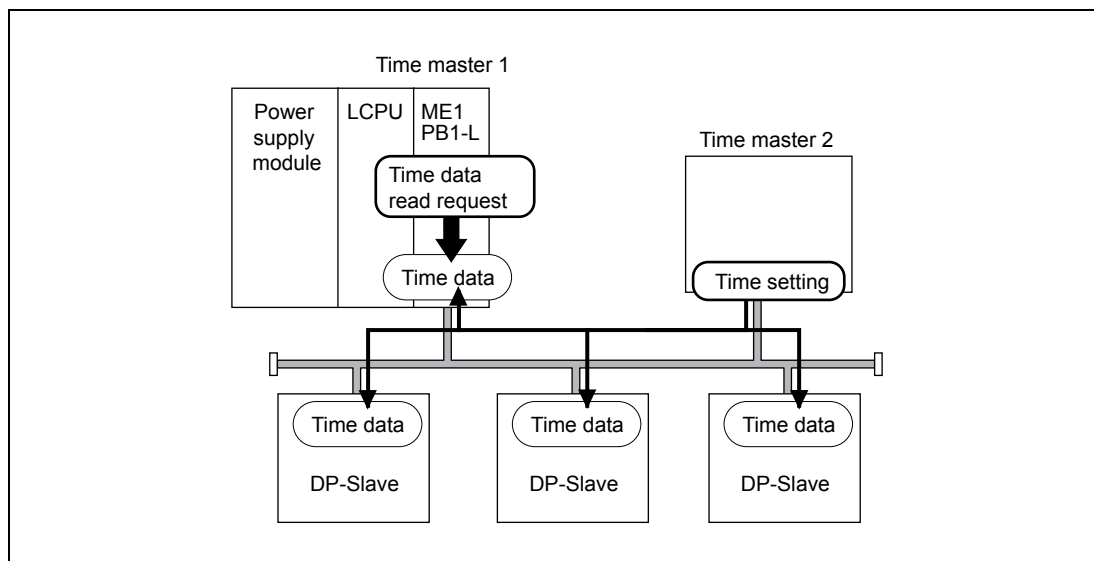 Time master 1
Power
supply
module
LCPU
ME1
PB1-L
Time data
read request
Time data
Time master 2
Time setting
Time data
DP-Slave
Time data
DP-Slave
Time data
DP-Slave